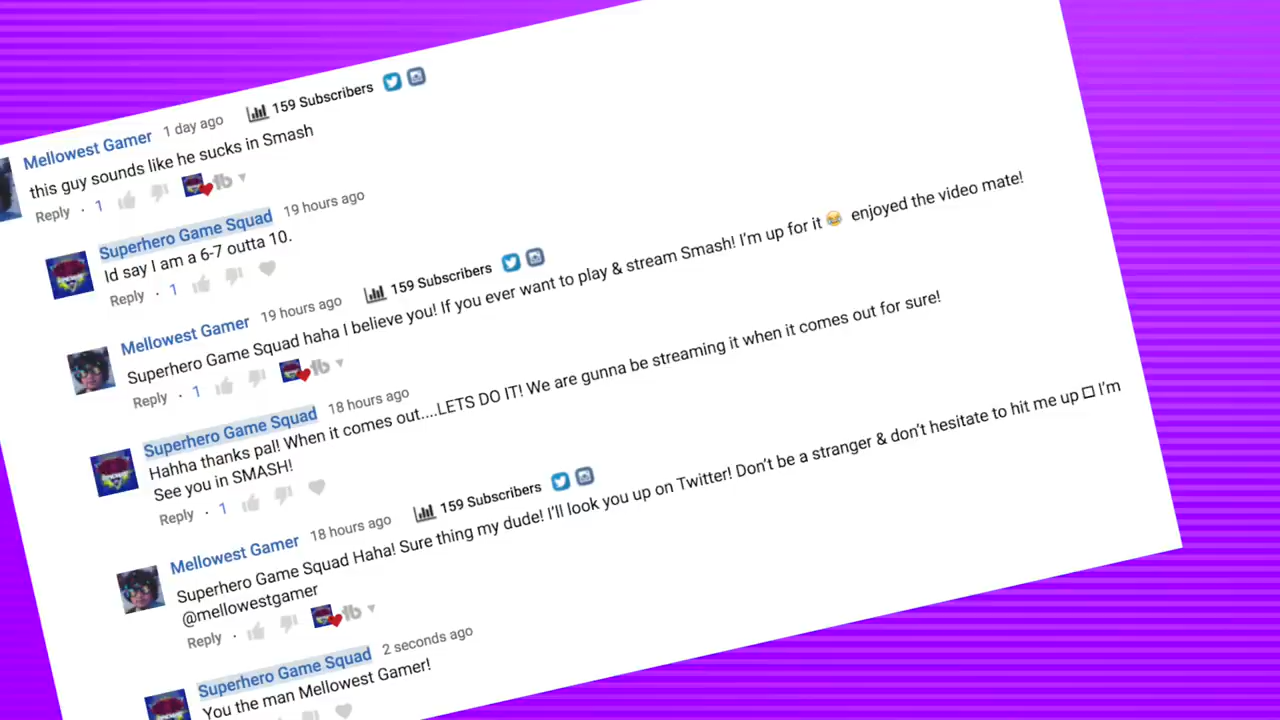 Mellowest Gamer 1 day ago 159 Subscribers
this guy sounds like he sucks in Smash
Reply · 1
Superhero Game Squad 19 hours ago
Id say I am a 6-7 outta 10.
Reply · 1
Mellowest Gamer 19 hours ago 159 Subscribers
Superhero Game Squad haha I believe you! If you ever want to play & stream Smash! I'm up for it 😂 enjoyed the video mate!
Reply · 1
Superhero Game Squad 18 hours ago
Hahha thanks pal! When it comes out....LETS DO IT! We are gunna be streaming it when it comes out for sure!
See you in SMASH!
Reply · 1
Mellowest Gamer 18 hours ago 159 Subscribers
Superhero Game Squad Haha! Sure thing my dude! I'll look you up on Twitter! Don't be a stranger & don't hesitate to hit me up □ I'm
@mellowestgamer
Reply ·
Superhero Game Squad 2 seconds ago
You the man Mellowest Gamer!